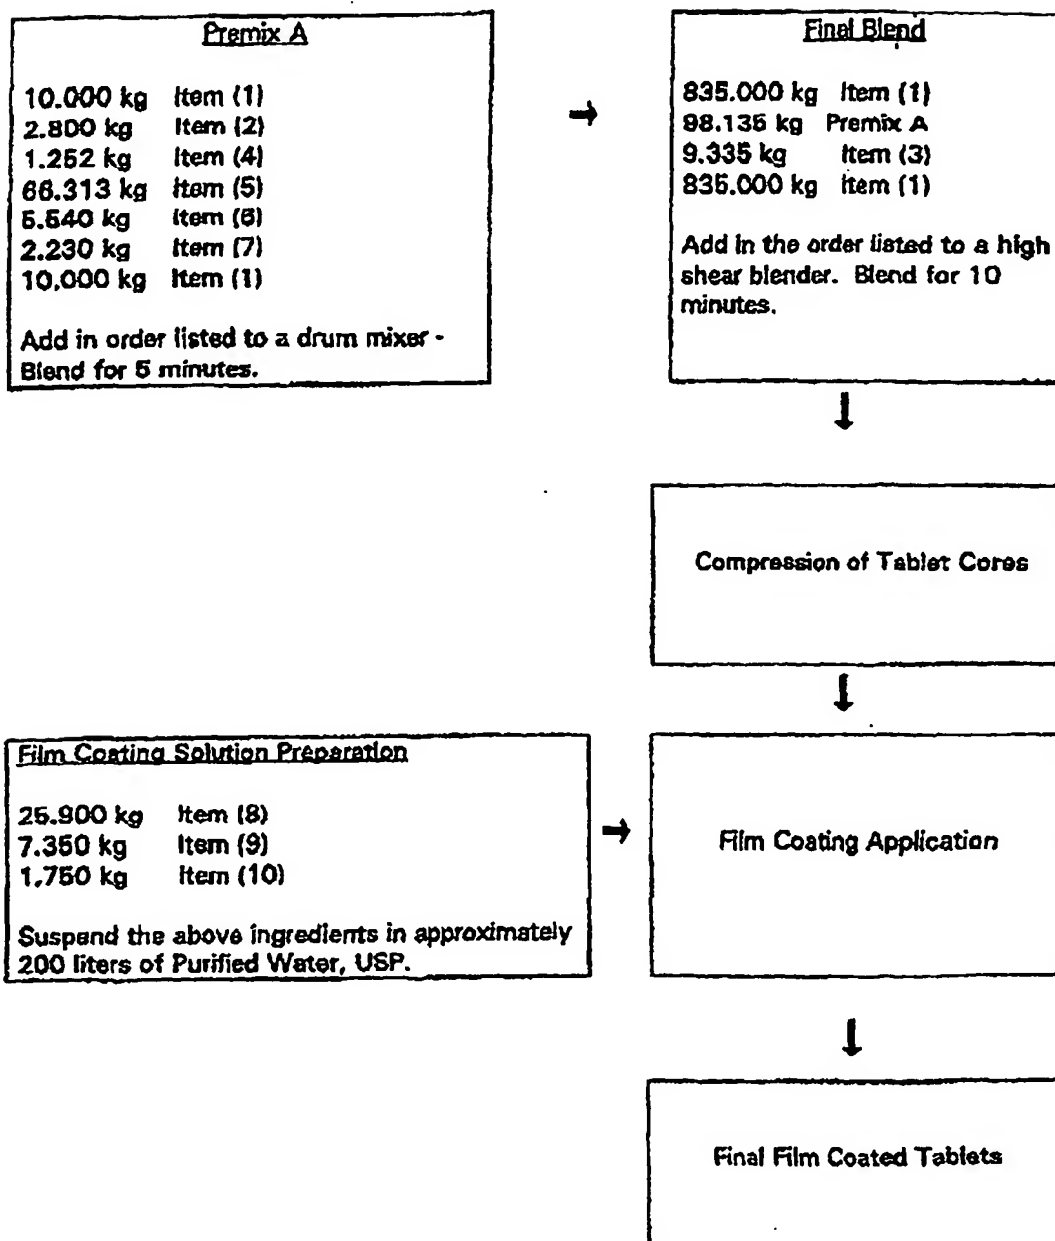 Premix A
10.000 kg Item (1)
2.800 kg Item (2)
1.252 kg Item (4)
66.313 kg Item (5)
5.540 kg Item (6)
2.230 kg Item (7)
10.000 kg Item (1)
Add in order listed to a drum mixer -
Blend for 5 minutes.
→
Final Blend
835.000 kg Item (1)
98.135 kg Premix A
9.335 kg Item (3)
835.000 kg Item (1)
Add in the order listed to a high
shear blender. Blend for 10
minutes.
↓
Compression of Tablet Cores
↓
Film Coating Solution Preparation
25.900 kg Item (8)
7.350 kg Item (9)
1.750 kg Item (10)
Suspend the above ingredients in approximately
200 liters of Purified Water, USP.
→
Film Coating Application
↓
Final Film Coated Tablets